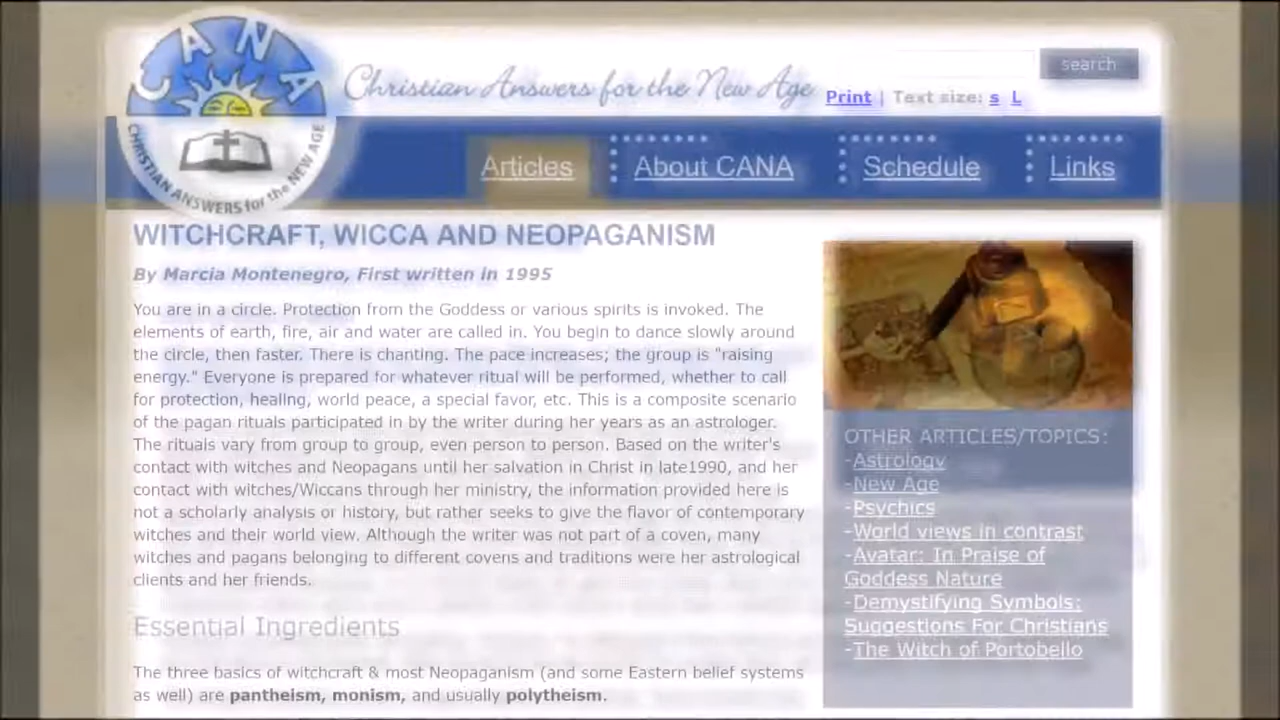 CANA
CHRISTIAN ANSWERS for the NEW AGE
Christian Answers for the New Age
search
Print | Text size: s L
Articles
About CANA
Schedule
Links
WITCHCRAFT, WICCA AND NEOPAGANISM
By Marcia Montenegro, First written in 1995
You are in a circle. Protection from the Goddess or various spirits is invoked. The
elements of earth, fire, air and water are called in. You begin to dance slowly around
the circle, then faster. There is chanting. The pace increases; the group is "raising
energy." Everyone is prepared for whatever ritual will be performed, whether to call
for protection, healing, world peace, a special favor, etc. This is a composite scenario
of the pagan rituals participated in by the writer during her years as an astrologer.
The rituals vary from group to group, even person to person. Based on the writer's
contact with witches and Neopagans until her salvation in Christ in late1990, and her
contact with witches/Wiccans through her ministry, the information provided here is
not a scholarly analysis or history, but rather seeks to give the flavor of contemporary
witches and their world view. Although the writer was not part of a coven, many
witches and pagans belonging to different covens and traditions were her astrological
clients and her friends.
Essential Ingredients
The three basics of witchcraft & most Neopaganism (and some Eastern belief systems
as well) are pantheism, monism, and usually polytheism.
OTHER ARTICLES/TOPICS:
-Astrology
-New Age
-Psychics
-World views in contrast
-Avatar: In Praise of
Goddess Nature
-Demystifying Symbols:
Suggestions For Christians
-The Witch of Portobello